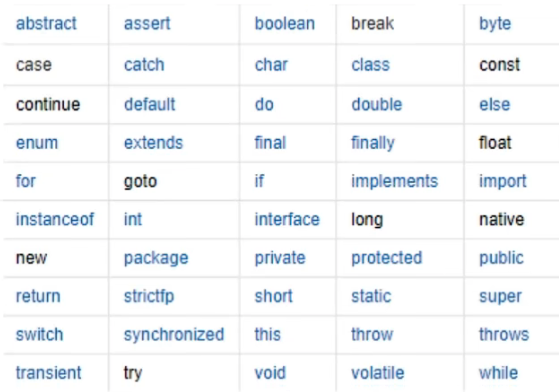 abstract assert boolean break byte
case catch char class const
continue default do double else
enum extends final finally float
for goto if implements import
instanceof int interface long native
new package private protected public
return strictfp short static super
switch synchronized this throw throws
transient try void volatile while